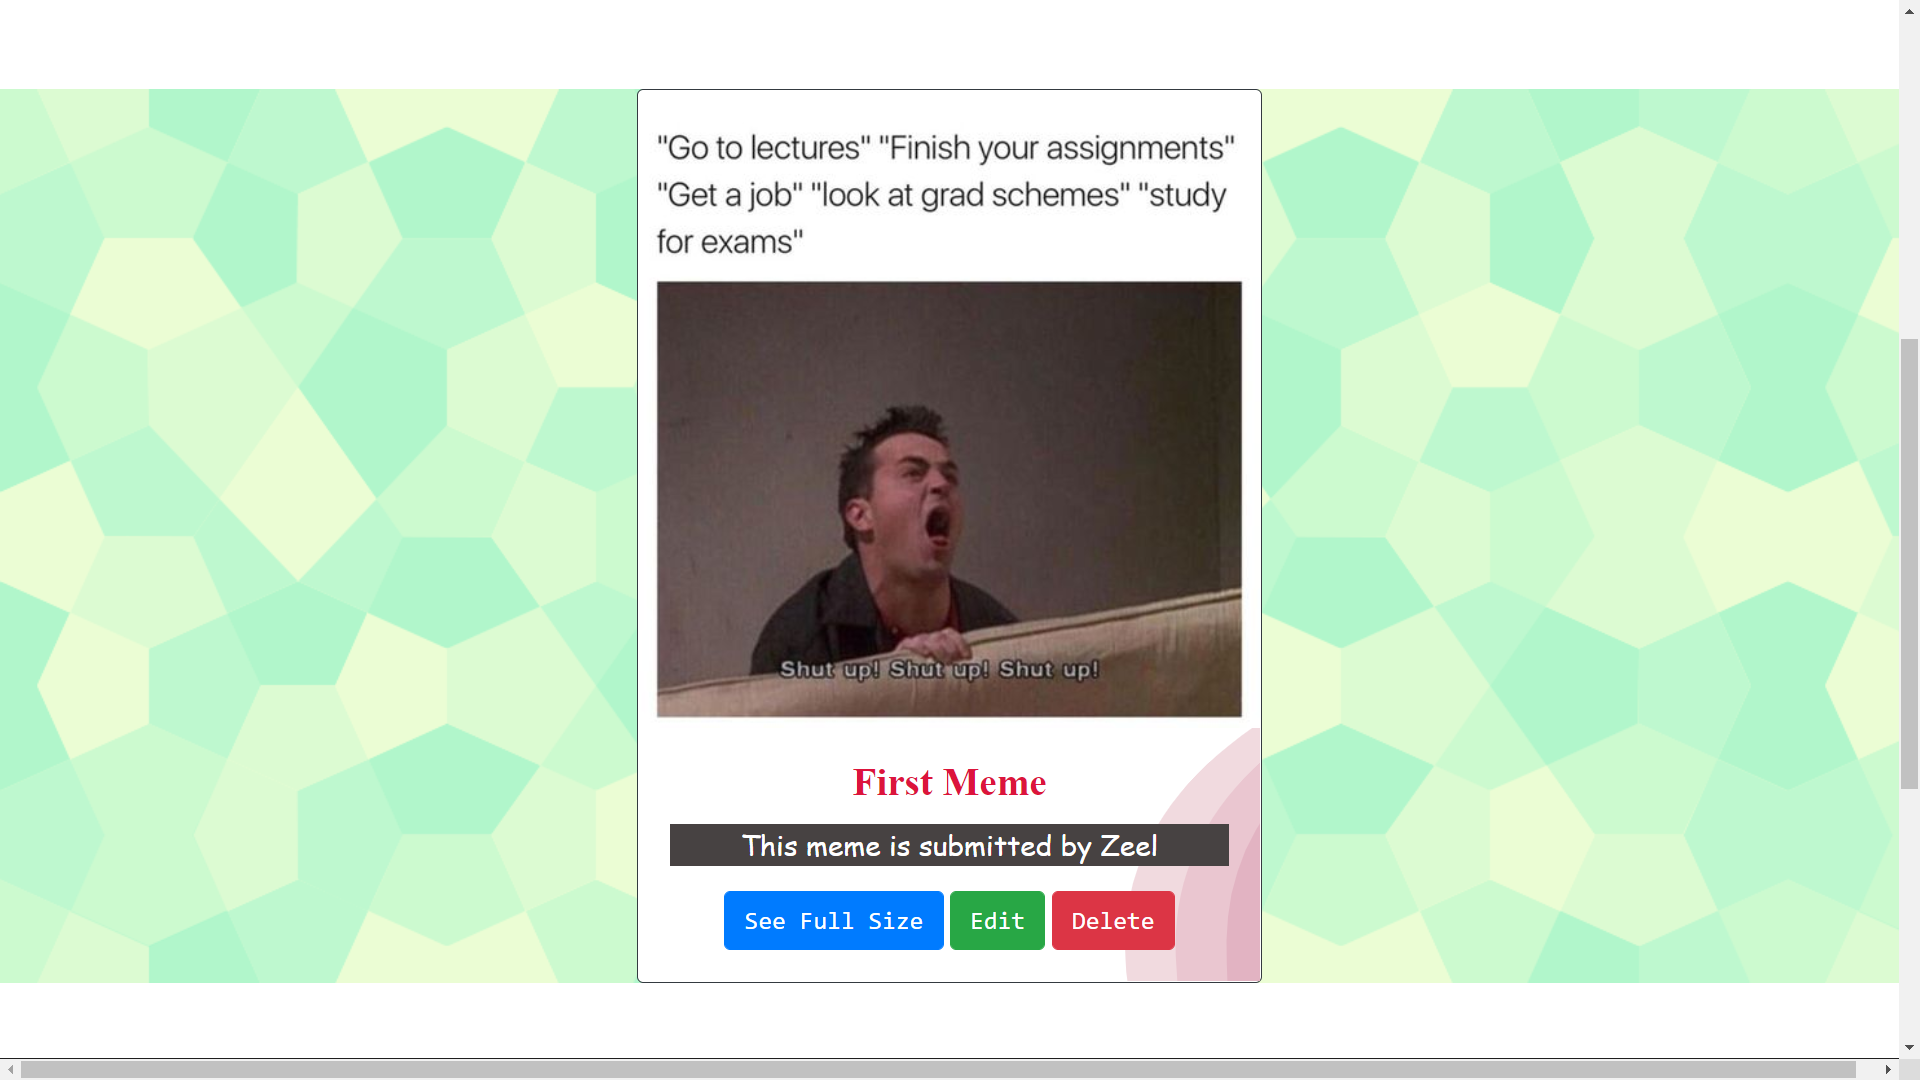 "Go to lectures" "Finish your assignments"
"Get a job" "look at grad schemes" "study
for exams"
Shut up! Shut up! Shut up!
First Meme
This meme is submitted by Zeel
See Full Size
Edit
Delete